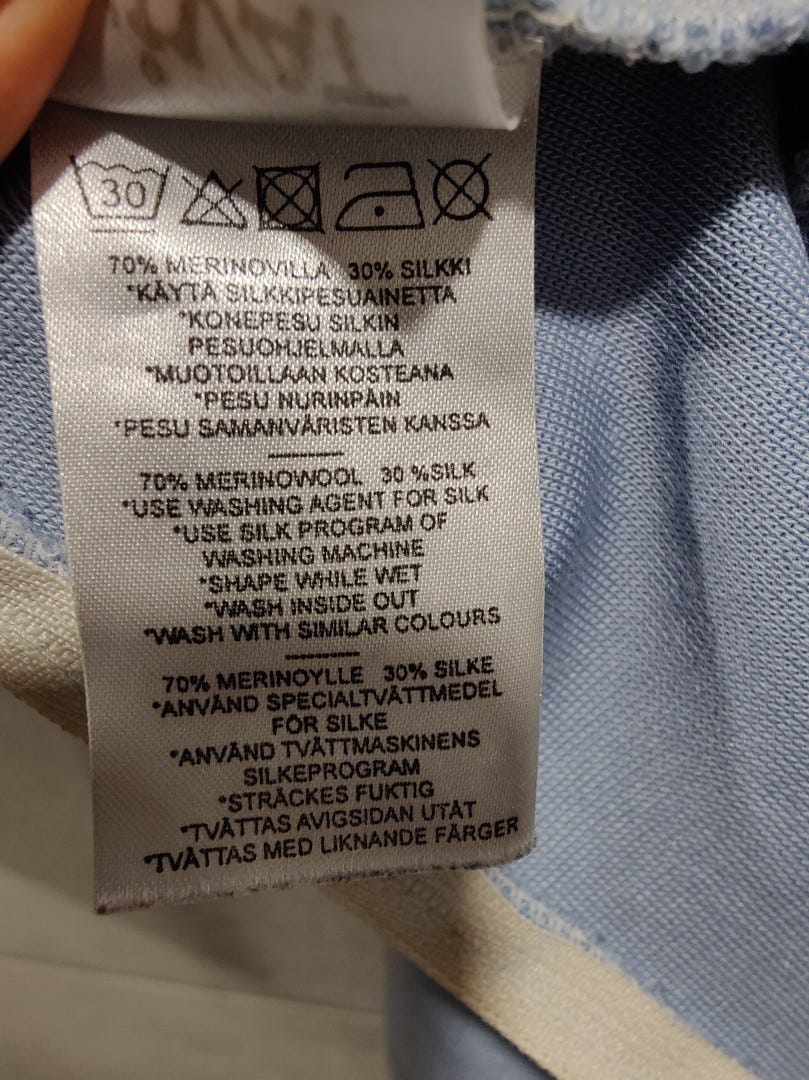 30
70% MERINOVILLA 30% SILKKI
*KÄYTÄ SILKKIPESUAINETTA
*KONEPESU SILKIN
PESUOHJELMALLA
*MUOTOILLAAN KOSTEANA
*PESU NURINPÄIN
*PESU SAMANVÄRISTEN KANSSA
70% MERINOWOOL 30 %SILK
*USE WASHING AGENT FOR SILK
*USE SILK PROGRAM OF
WASHING MACHINE
*SHAPE WHILE WET
*WASH INSIDE OUT
*WASH WITH SIMILAR COLOURS
70% MERINOYLLE 30% SILKE
*ANVÄND SPECIALTVÄTTMEDEL
FÖR SILKE
*ANVÄND TVÄTTMASKINENS
SILKEPROGRAM
*STRÄCKES FUKTIG
*TVÄTTAS AVIGSIDAN UTÅT
*TVÄTTAS MED LIKNANDE FÄRGER